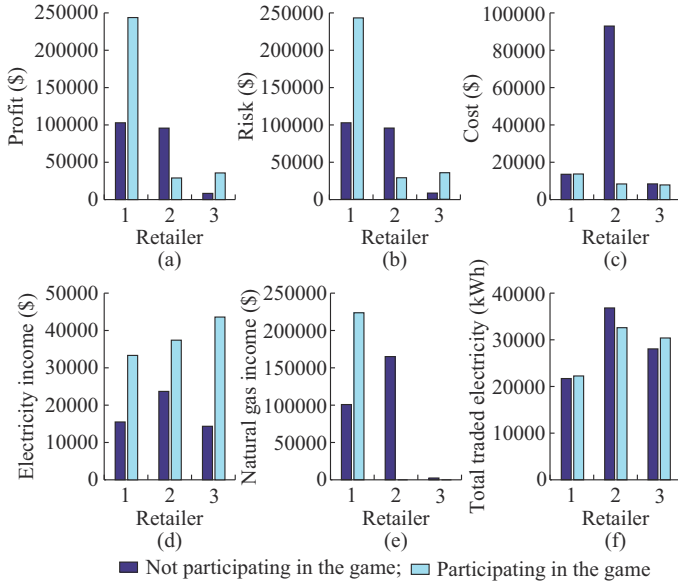 Profit ($)
250000
200000
150000
100000
50000
0
1 2 3
Retailer
(a)
Risk ($)
250000
200000
150000
100000
50000
0
1 2 3
Retailer
(b)
Cost ($)
100000
80000
60000
40000
20000
0
1 2 3
Retailer
(c)
Electricity income ($)
50000
40000
30000
20000
10000
0
1 2 3
Retailer
(d)
Natural gas income ($)
250000
200000
150000
100000
50000
0
1 2 3
Retailer
(e)
Total traded electricity (kWh)
40000
30000
20000
10000
0
1 2 3
Retailer
(f)
Not participating in the game; Participating in the game